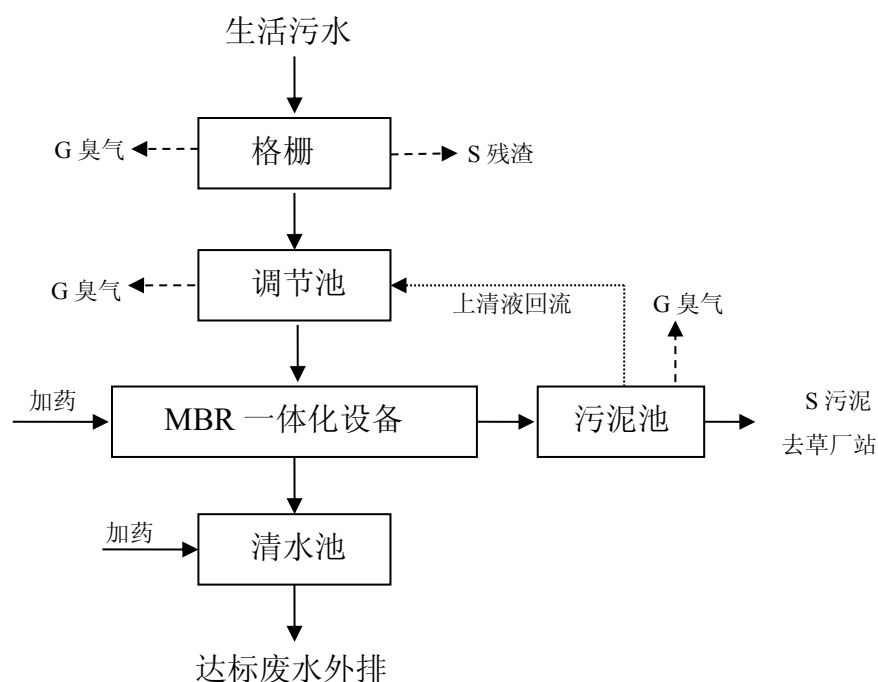 生活污水
G 臭气
格栅
S 残渣
G 臭气
调节池
上清液回流
G 臭气
加药
MBR 一体化设备
污泥池
S 污泥
去草厂站
加药
清水池
达标废水外排